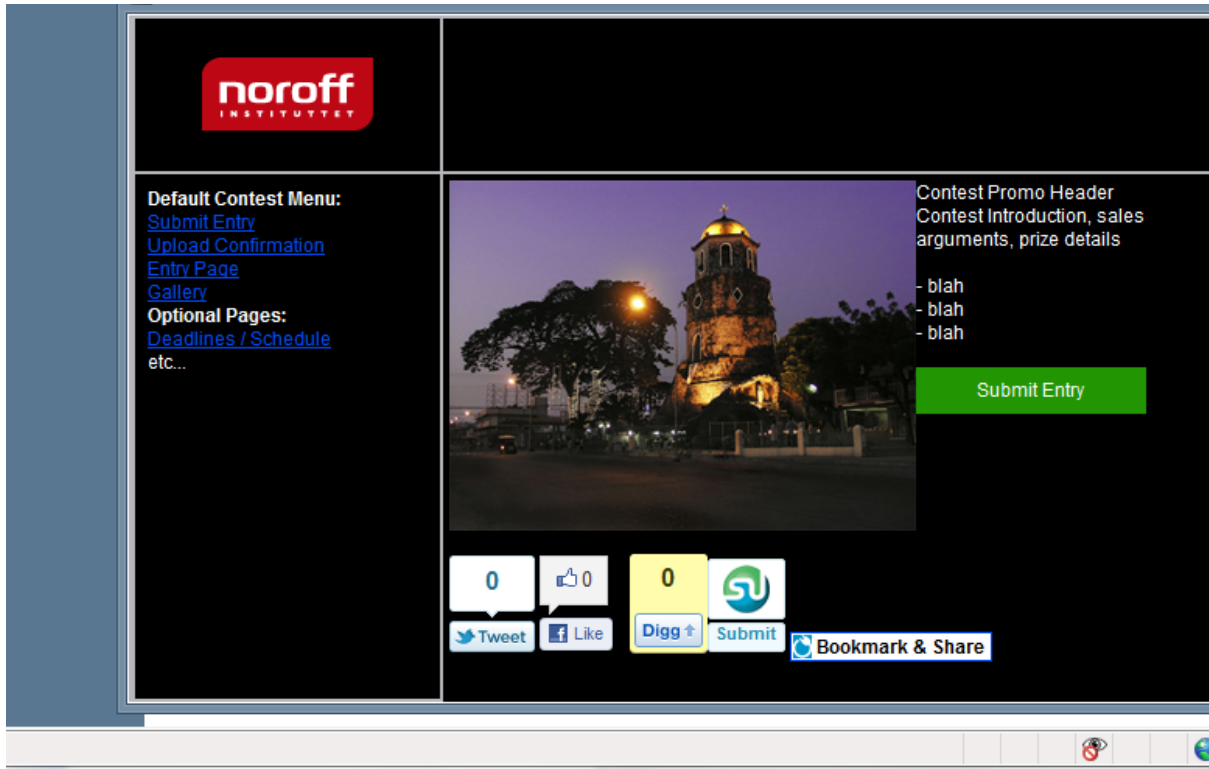 noroff
INSTITUTTET
Default Contest Menu:
Submit Entry
Upload Confirmation
Entry Page
Gallery
Optional Pages:
Deadlines / Schedule
etc...
Contest Promo Header
Contest Introduction, sales
arguments, prize details
- blah
- blah
- blah
Submit Entry
0
Tweet
0
Like
0
Digg
Submit
Bookmark & Share